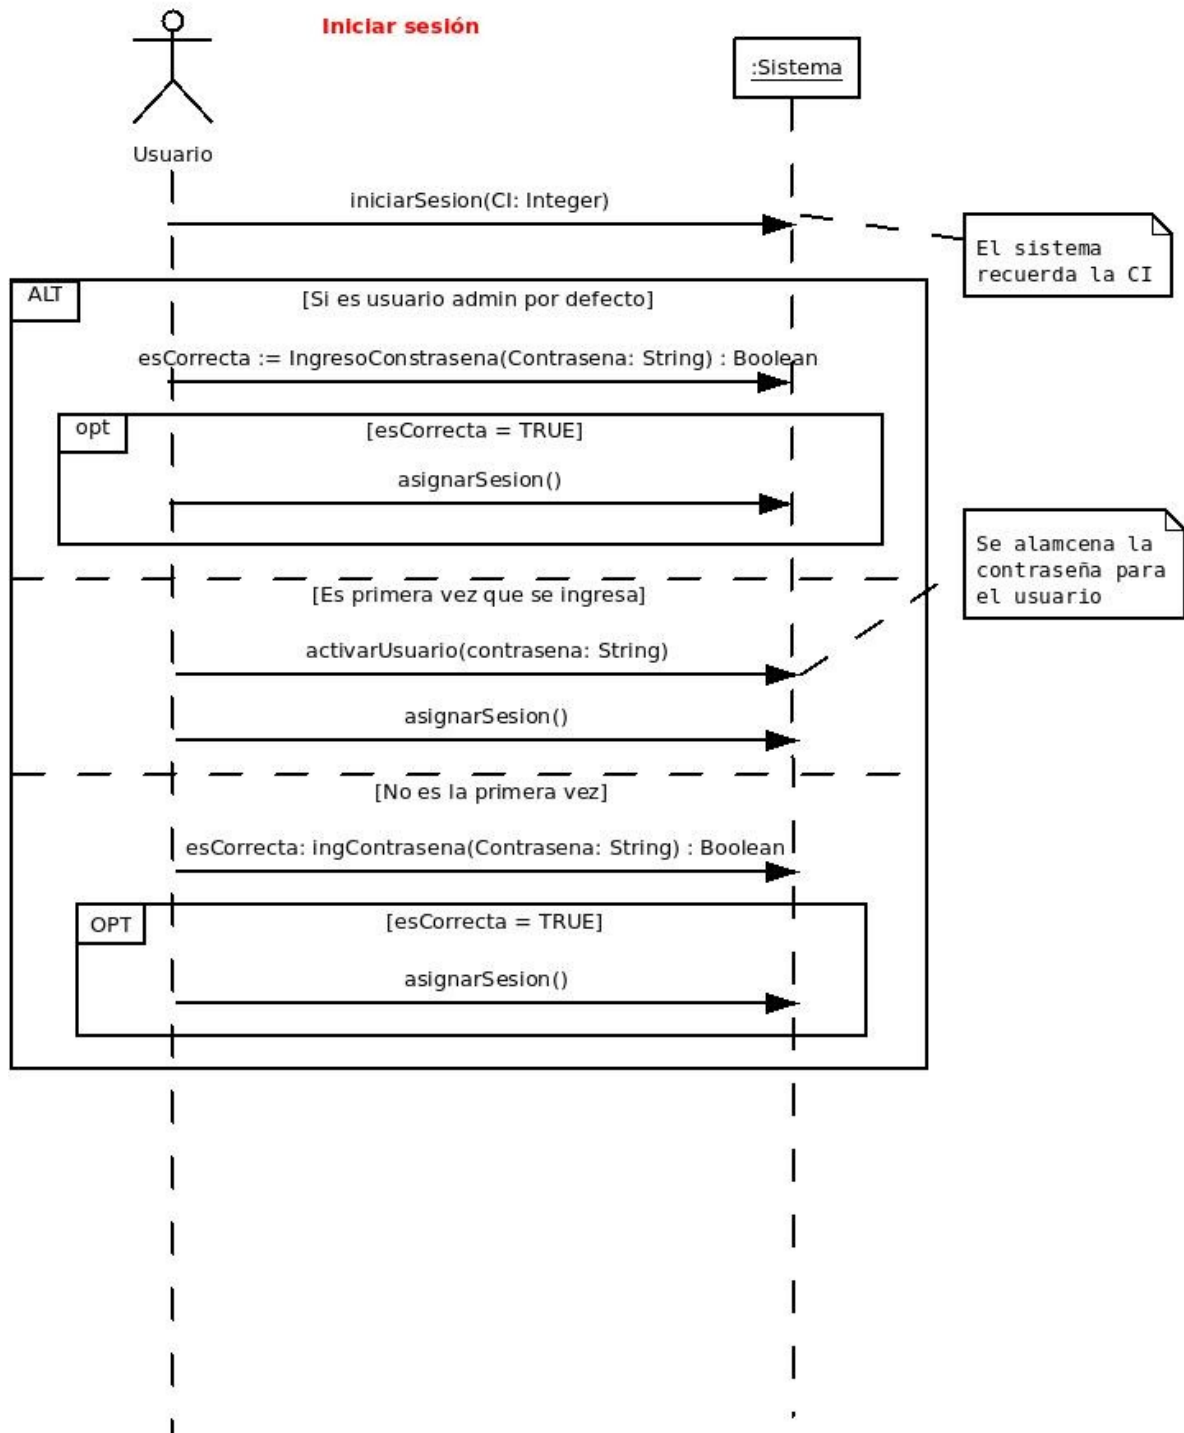 Iniciar sesión
:Sistema
Usuario
iniciarSesion(CI: Integer)
El sistema
recuerda la CI
ALT
[Si es usuario admin por defecto]
esCorrecta := IngresoConstrasena(Contrasena: String) : Boolean
opt
[esCorrecta = TRUE]
asignarSesion()
Se alamcena la
contraseña para
el usuario
[Es primera vez que se ingresa]
activarUsuario(contrasena: String)
asignarSesion()
[No es la primera vez]
esCorrecta: ingContrasena(Contrasena: String) : Boolean
OPT
[esCorrecta = TRUE]
asignarSesion()